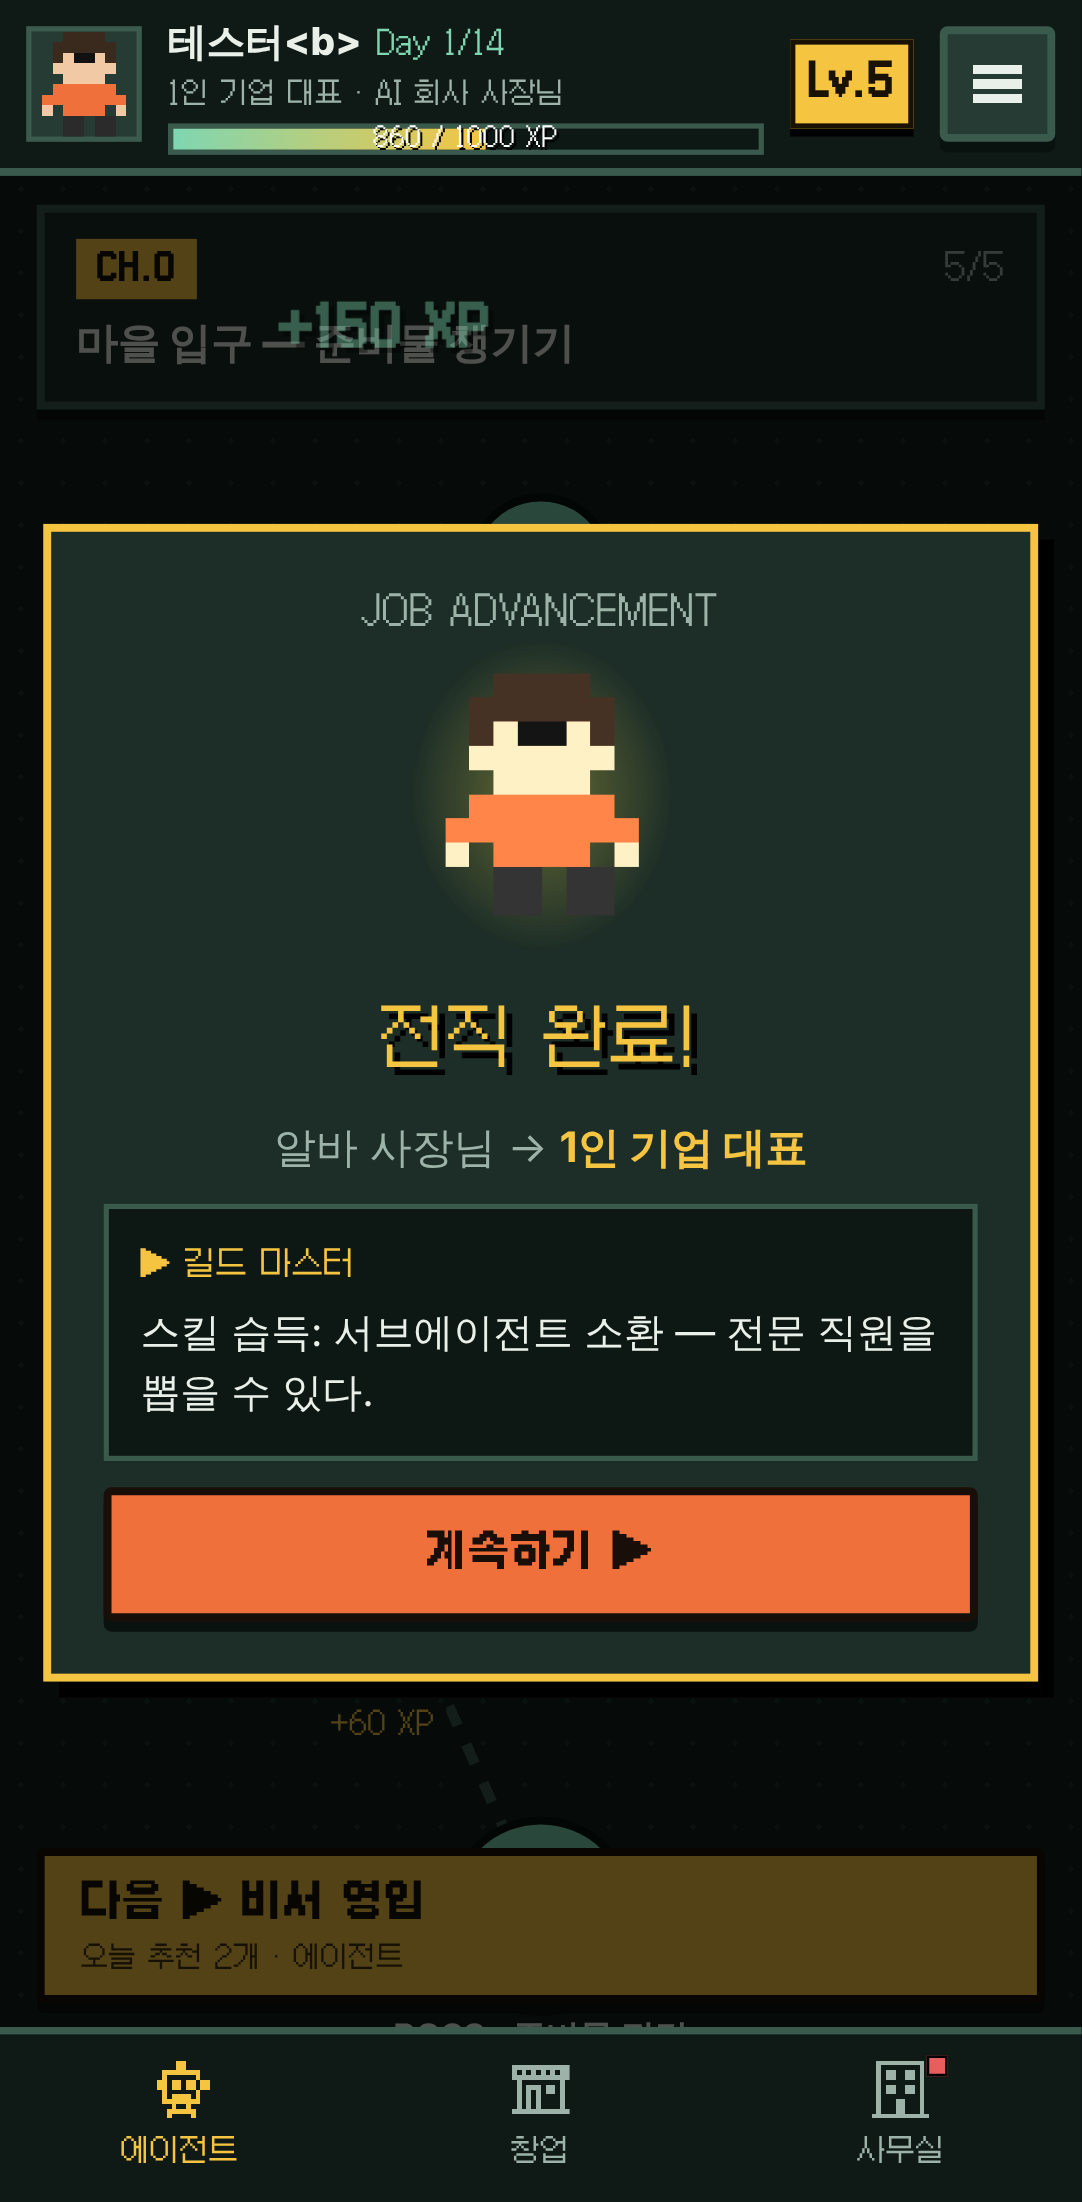 테스터<b> Day 1/14
Lv.5
1인 기업 대표 · AI 회사 사장님
860 / 1000 XP
CH.0
5/5
+150 XP
마을 입구 — 준비물 챙기기
JOB ADVANCEMENT
전직 완료!
알바 사장님 → 1인 기업 대표
▶ 길드 마스터
스킬 습득: 서브에이전트 소환 — 전문 직원을
뽑을 수 있다.
계속하기 ▶
+60 XP
다음 ▶ 비서 영입
오늘 추천 2개 · 에이전트
에이전트
창업
사무실